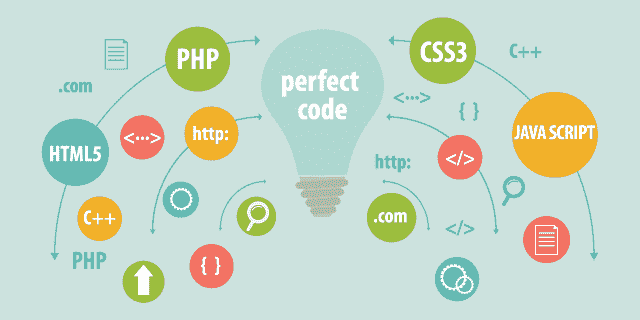 PHP
CSS3
C++
.com
perfect
code
<···>
{ }
HTML5
<···>
http:
JAVA SCRIPT
http:
</>
C++
.com
</>
PHP
{ }